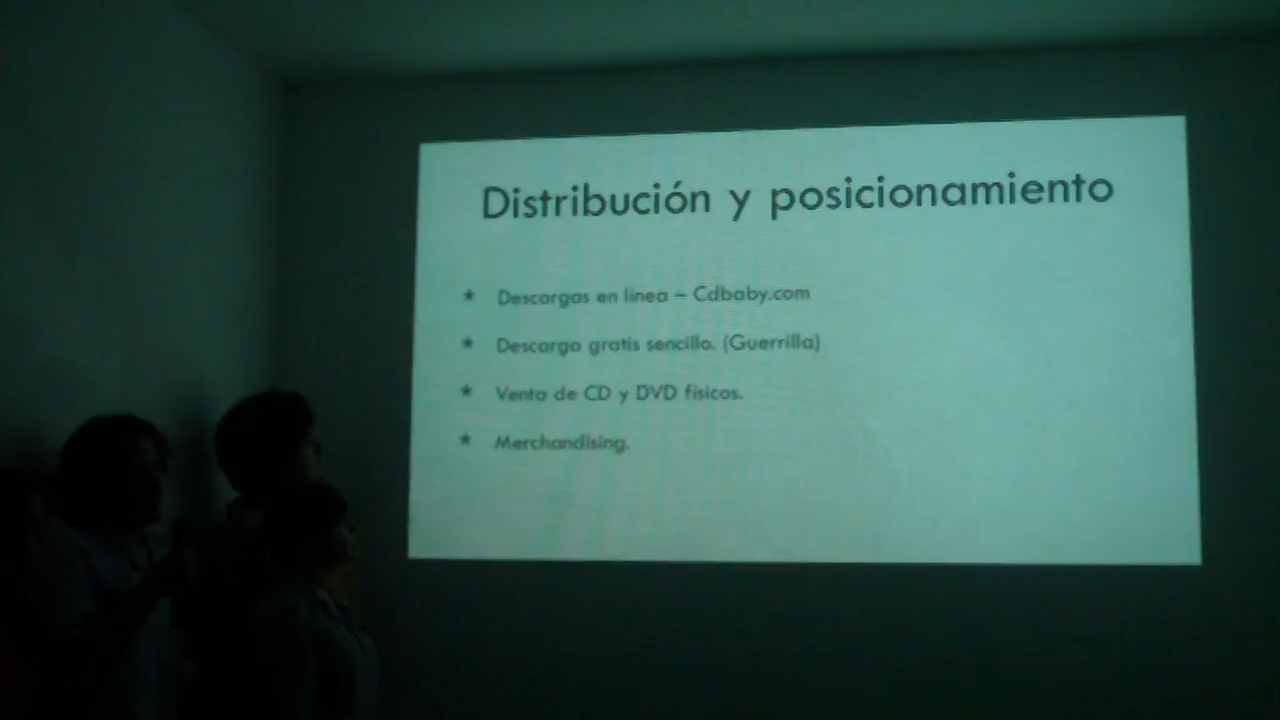 Distribución y posicionamiento
* Descargas en línea – Cdbaby.com
* Descarga gratis sencillo. (Guerrilla)
* Venta de CD y DVD físicos.
* Merchandising.